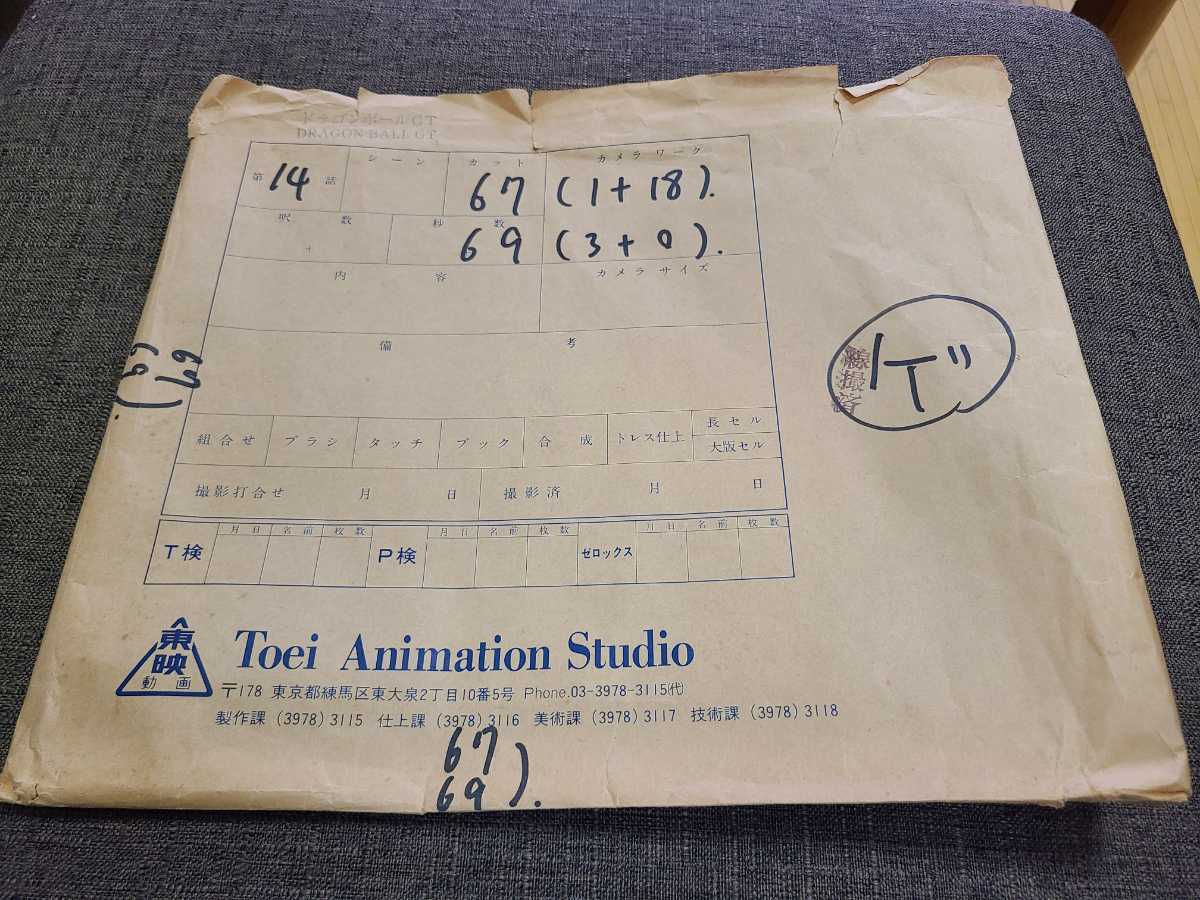 ドラゴンボールGT
DRAGON BALL GT
第 14 話 シーン カット カメラワーク
67 (1+18).
呎 数 秒 数
+ 69 (3+0).
内 容 カメラサイズ
備 考
組合せ ブラシ タッチ ブック 合 成 トレス仕上 長セル
大版セル
撮影打合せ 月 日 撮影済 月 日
T検 月日 名前 枚数 P検 月日 名前 枚数 ゼロックス 月日 名前 枚数
線撮
67
69
東映
動画
Toei Animation Studio
〒178 東京都練馬区東大泉2丁目10番5号 Phone.03-3978-3115(代)
製作課 (3978) 3115 仕上課 (3978) 3116 美術課 (3978) 3117 技術課 (3978) 3118
67
69 ).